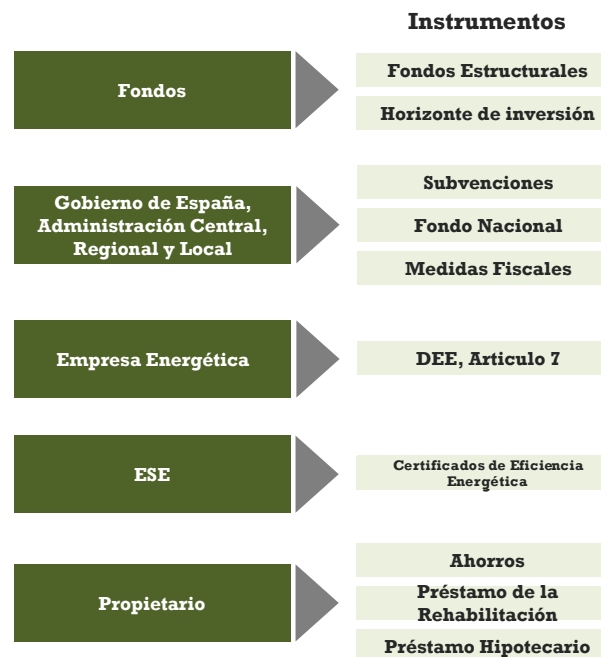 Instrumentos
Fondos
Fondos Estructurales
Horizonte de inversión
Gobierno de España,
Administración Central,
Regional y Local
Subvenciones
Fondo Nacional
Medidas Fiscales
Empresa Energética
DEE, Articulo 7
ESE
Certificados de Eficiencia
Energética
Propietario
Ahorros
Préstamo de la
Rehabilitación
Préstamo Hipotecario